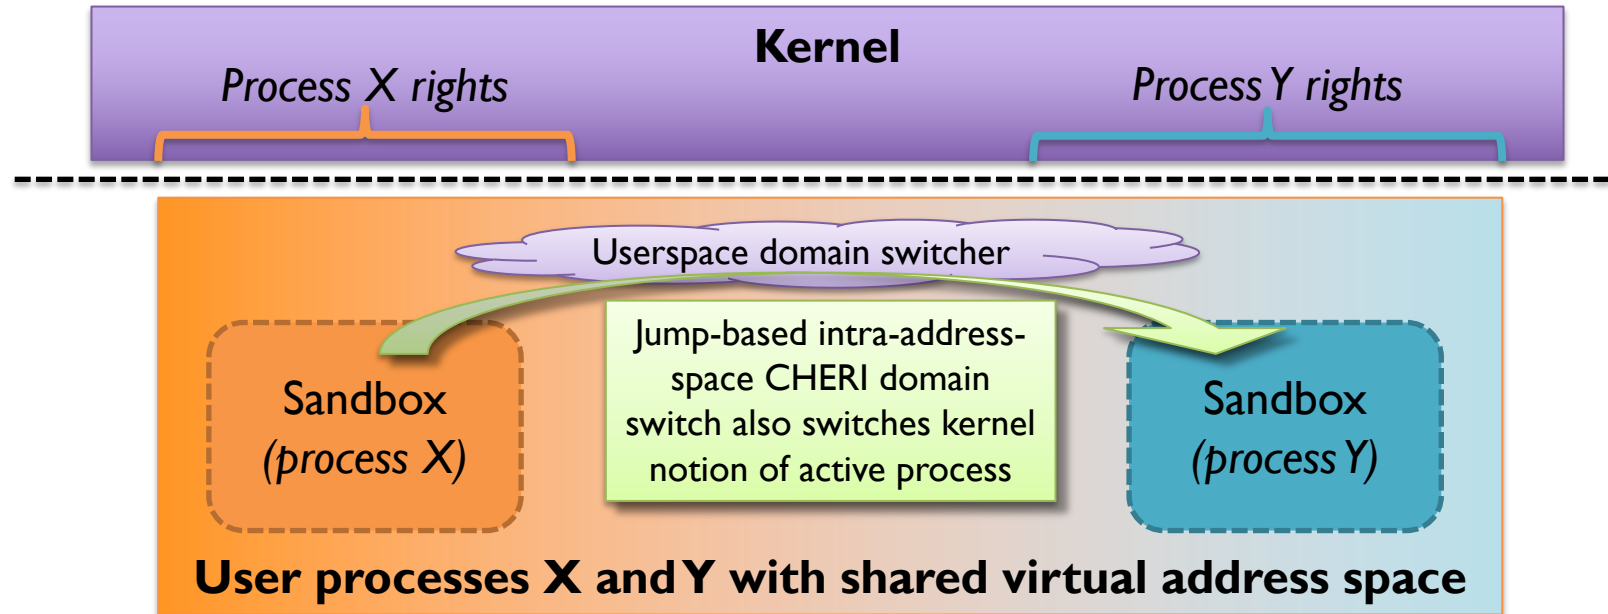 Kernel
Process X rights
Process Y rights
Userspace domain switcher
Jump-based intra-address-
space CHERI domain
switch also switches kernel
notion of active process
Sandbox
(process X)
Sandbox
(process Y)
User processes X and Y with shared virtual address space